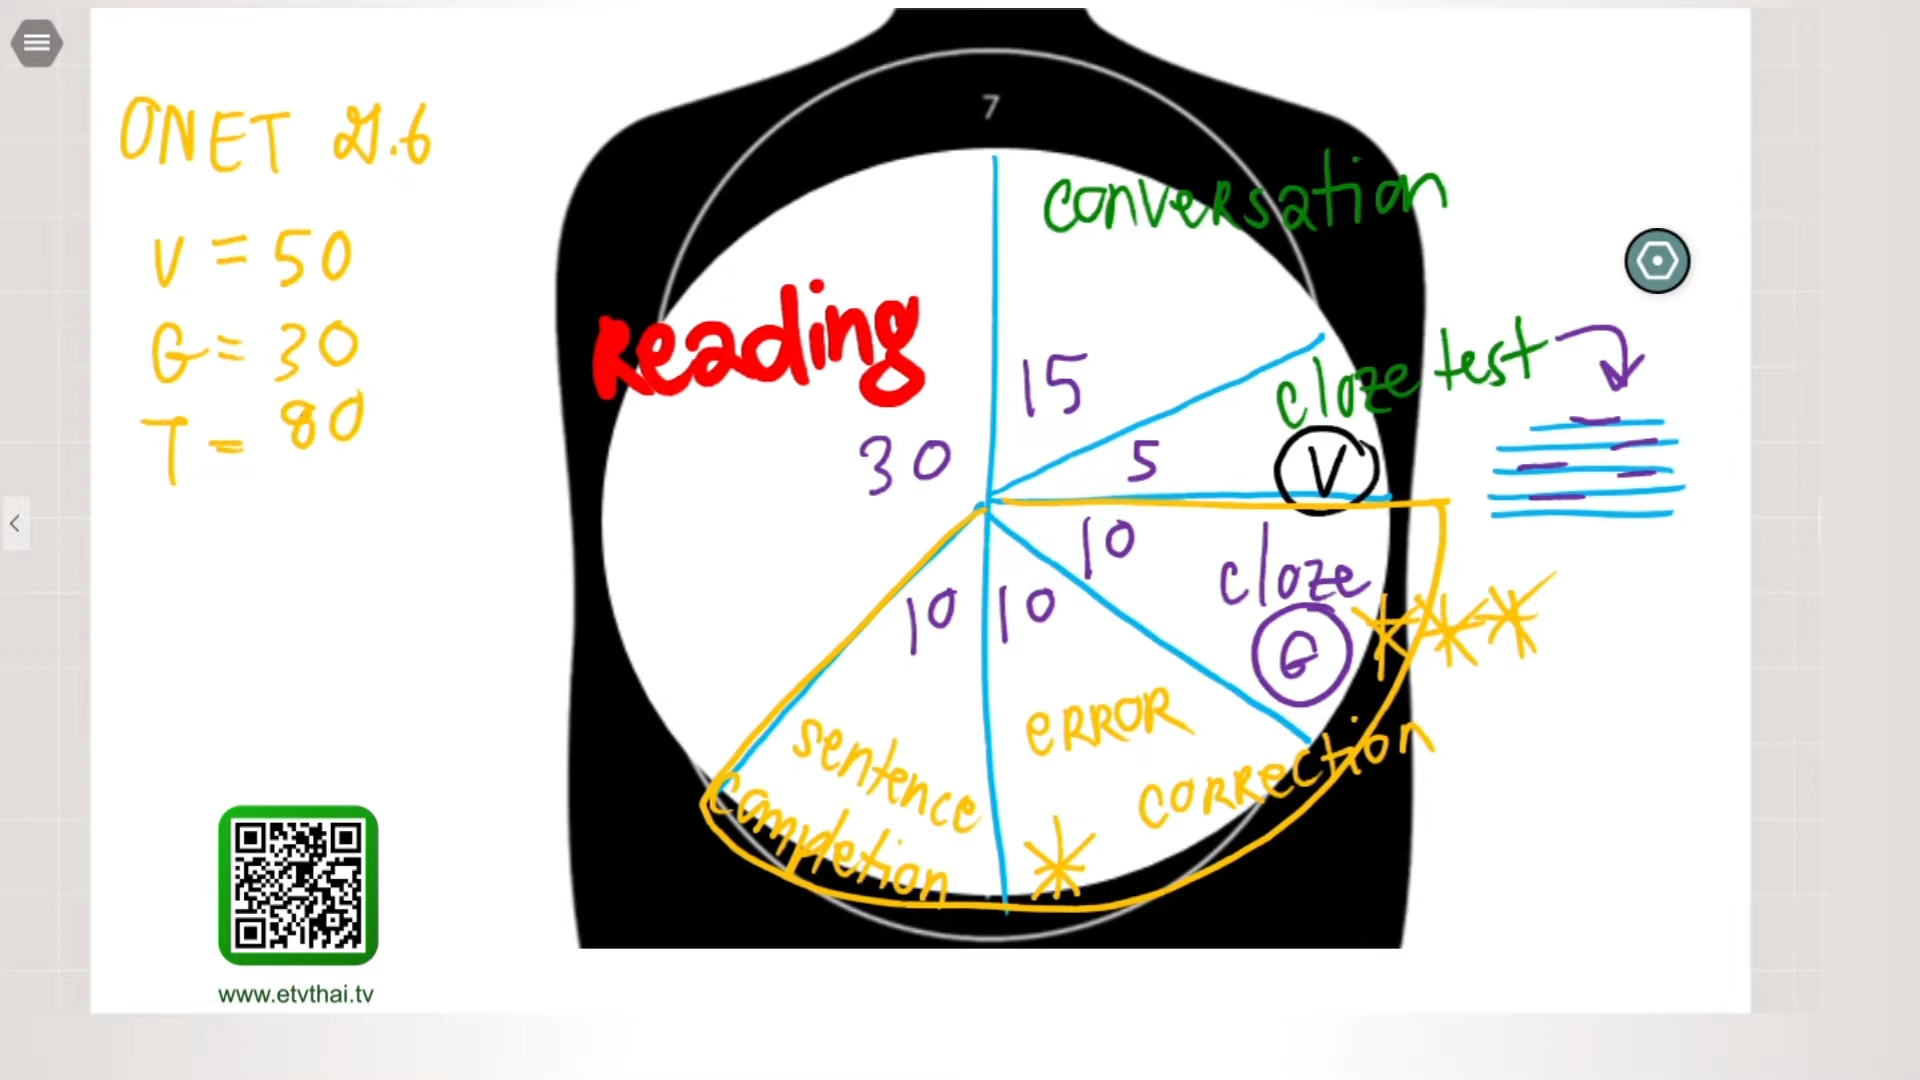 ONET ม.6
V = 50
G = 30
T = 80
7
conversation
Reading
15
cloze test
30
5
V
10
cloze
G
10
10
ERROR
correction
sentence
completion
www.etvthai.tv